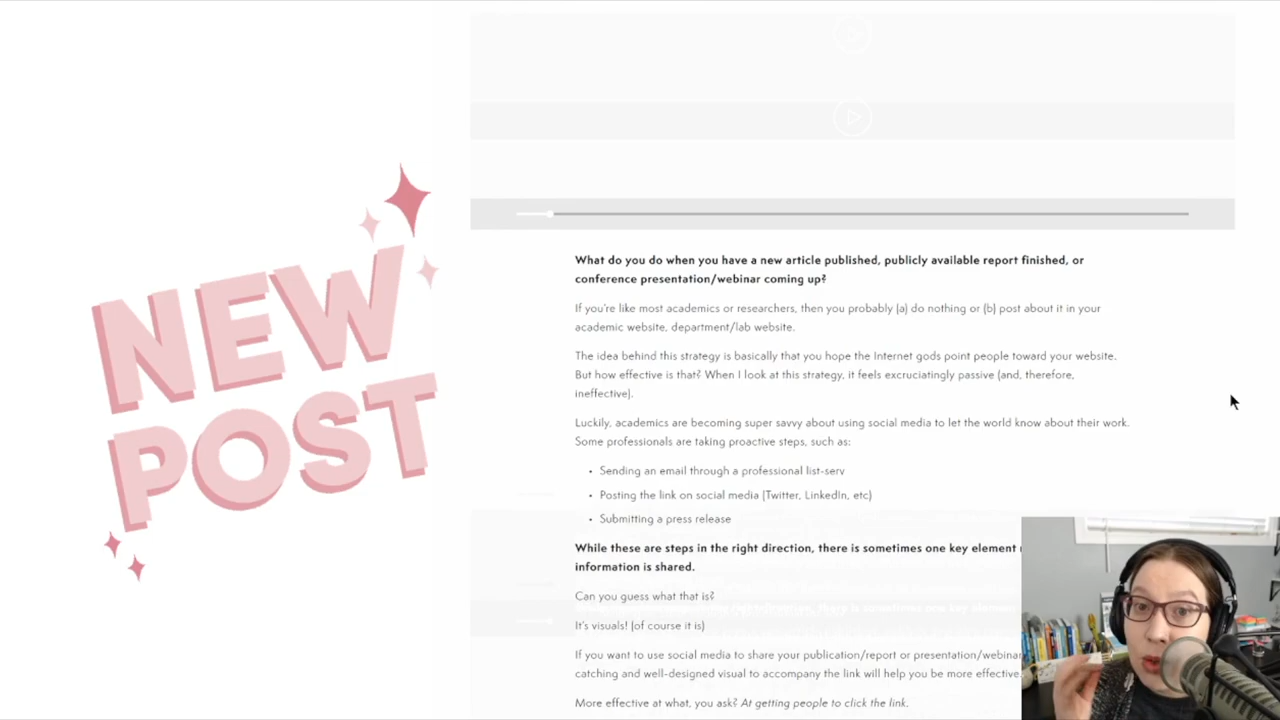 NEW
POST
What do you do when you have a new article published, publicly available report finished, or
conference presentation/webinar coming up?
If you're like most academics or researchers, then you probably (a) do nothing or (b) post about it in your
academic website, department/lab website.
The idea behind this strategy is basically that you hope the Internet gods point people toward your website.
But how effective is that? When I look at this strategy, it feels excruciatingly passive (and, therefore,
ineffective).
Luckily, academics are becoming super savvy about using social media to let the world know about their work.
Some professionals are taking proactive steps, such as:
• Sending an email through a professional list-serv
• Posting the link on social media (Twitter, LinkedIn, etc)
• Submitting a press release
While these are steps in the right direction, there is sometimes one key element
information is shared.
Can you guess what that is?
It's visuals! (of course it is)
If you want to use social media to share your publication/report or presentation/webinar
catching and well-designed visual to accompany the link will help you be more effective.
More effective at what, you ask? At getting people to click the link.